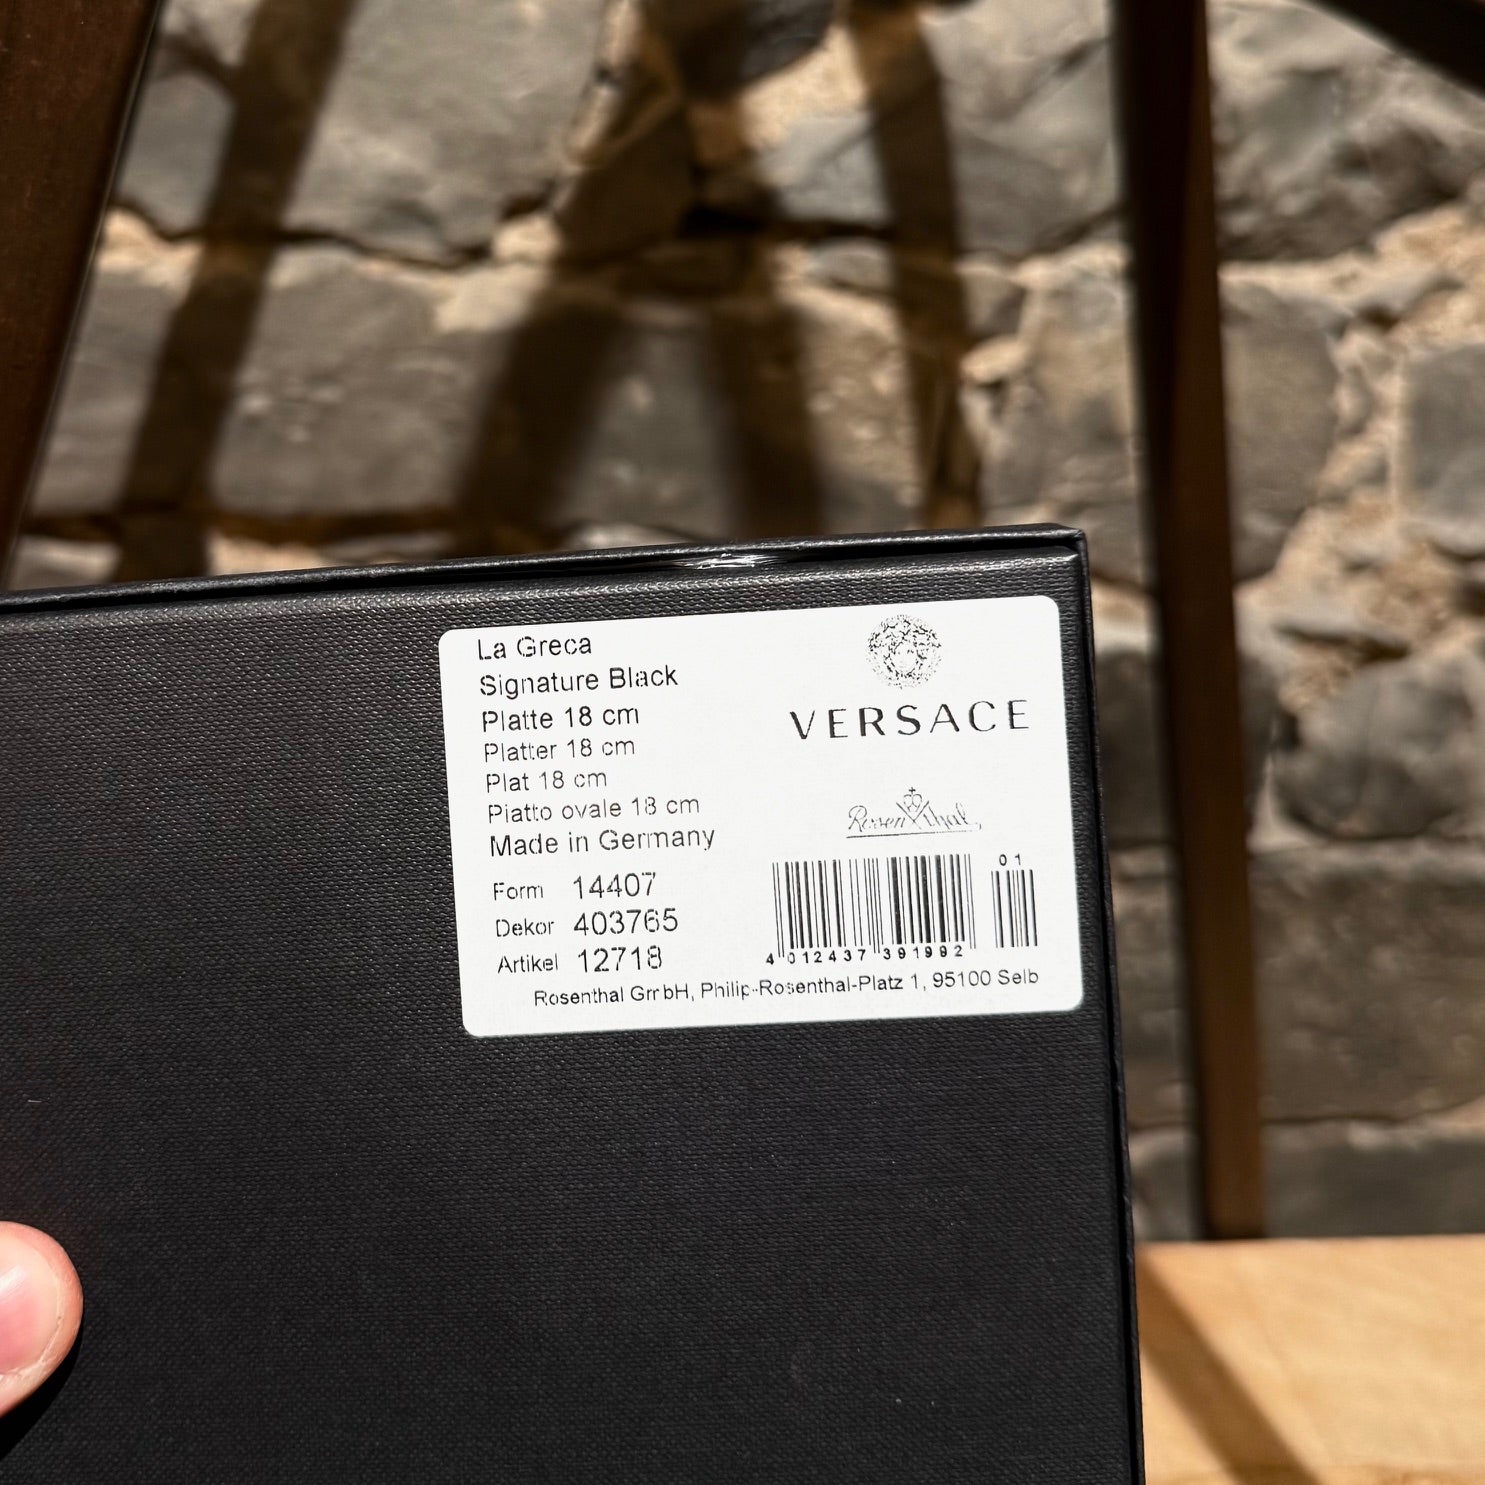 La Greca
Signature Black
Platte 18 cm
Platter 18 cm
Plat 18 cm
Piatto ovale 18 cm
Made in Germany
Form 14407
Dekor 403765
Artikel 12718
VERSACE
Rosenthal
01
4 012437 391992
Rosenthal GmbH, Philip-Rosenthal-Platz 1, 95100 Selb